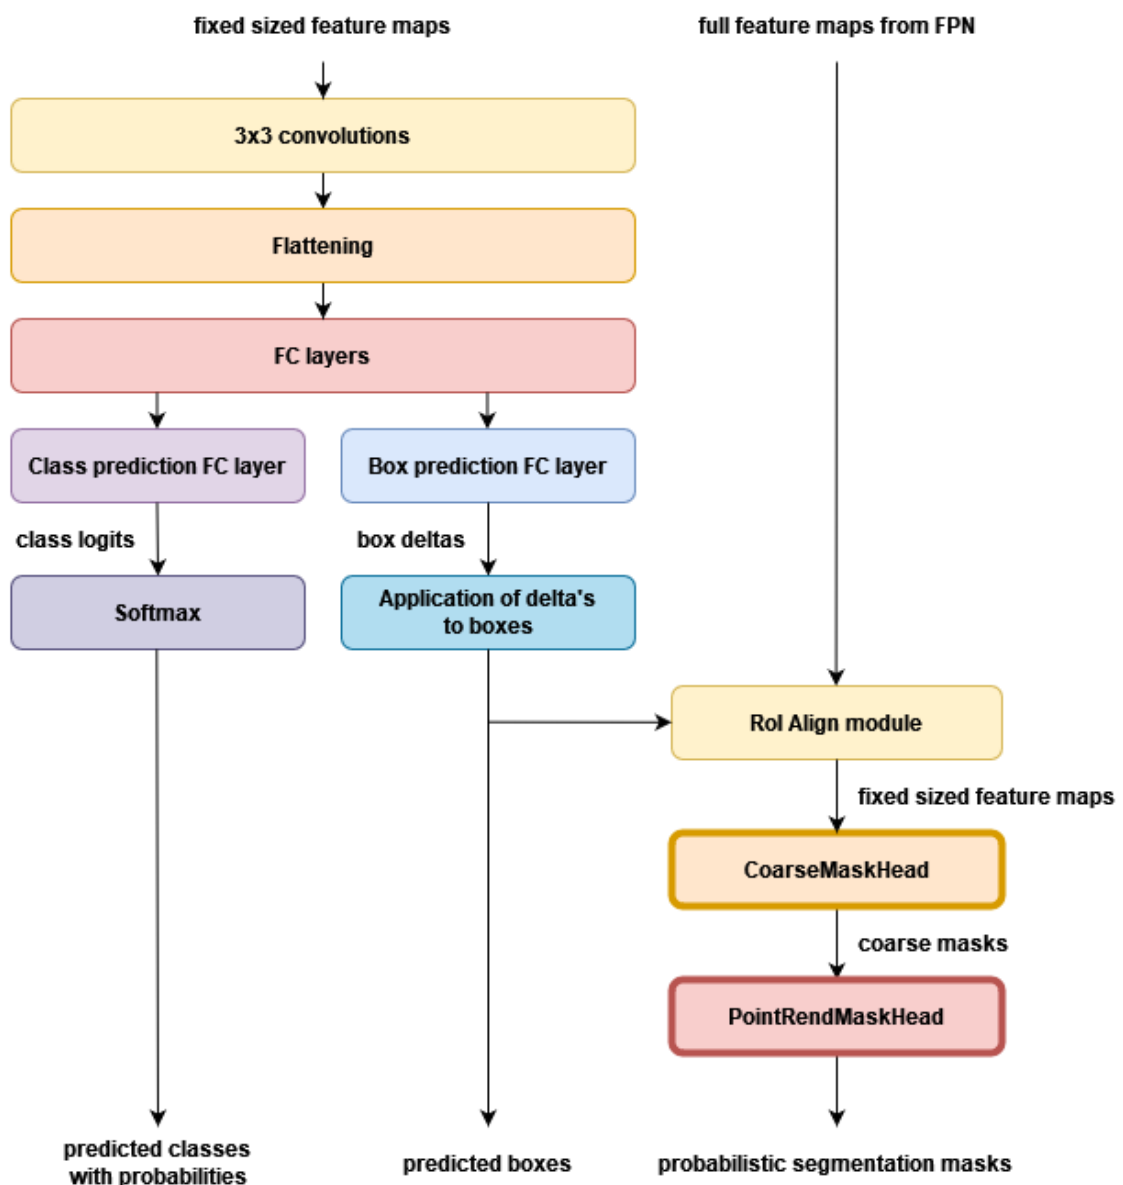 fixed sized feature maps
full feature maps from FPN
3x3 convolutions
Flattening
FC layers
Class prediction FC layer
Box prediction FC layer
class logits
box deltas
Softmax
Application of delta's
to boxes
RoI Align module
fixed sized feature maps
CoarseMaskHead
coarse masks
PointRendMaskHead
predicted classes
with probabilities
predicted boxes
probabilistic segmentation masks